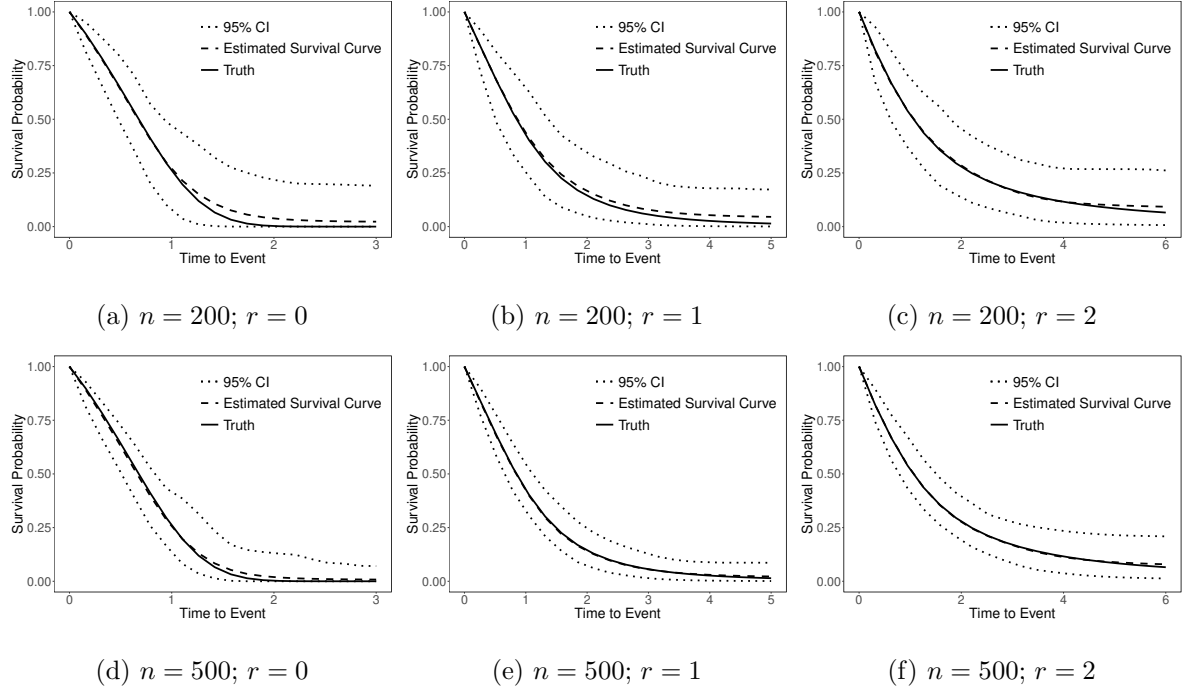 1.00
0.75
0.50
0.25
0.00
Survival Probability
95% CI
Estimated Survival Curve
Truth
0 1 2 3
Time to Event
(a) n = 200; r = 0
1.00
0.75
0.50
0.25
0.00
Survival Probability
95% CI
Estimated Survival Curve
Truth
0 1 2 3 4 5
Time to Event
(b) n = 200; r = 1
1.00
0.75
0.50
0.25
0.00
Survival Probability
95% CI
Estimated Survival Curve
Truth
0 2 4 6
Time to Event
(c) n = 200; r = 2
1.00
0.75
0.50
0.25
0.00
Survival Probability
95% CI
Estimated Survival Curve
Truth
0 1 2 3
Time to Event
(d) n = 500; r = 0
1.00
0.75
0.50
0.25
0.00
Survival Probability
95% CI
Estimated Survival Curve
Truth
0 1 2 3 4 5
Time to Event
(e) n = 500; r = 1
1.00
0.75
0.50
0.25
0.00
Survival Probability
95% CI
Estimated Survival Curve
Truth
0 2 4 6
Time to Event
(f) n = 500; r = 2